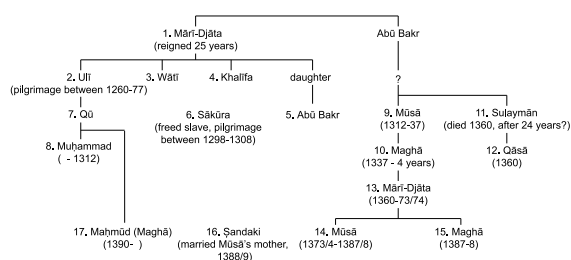 1. Mārī-Djāta
(reigned 25 years)
Abū Bakr
2. Ulī
(pilgrimage between 1260-77)
3. Wātī
4. Khalīfa
daughter
?
7. Qū
6. Sākūra
(freed slave, pilgrimage
between 1298-1308)
5. Abū Bakr
9. Mūsā
(1312-37)
11. Sulaymān
(died 1360, after 24 years?)
8. Muḥammad
( - 1312)
10. Maghā
(1337 - 4 years)
12. Qāsā
(1360)
13. Mārī-Djāta
(1360-73/74)
17. Maḥmūd (Maghā)
(1390- )
16. Ṣandaki
(married Mūsā's mother,
1388/9)
14. Mūsā
(1373/4-1387/8)
15. Maghā
(1387-8)